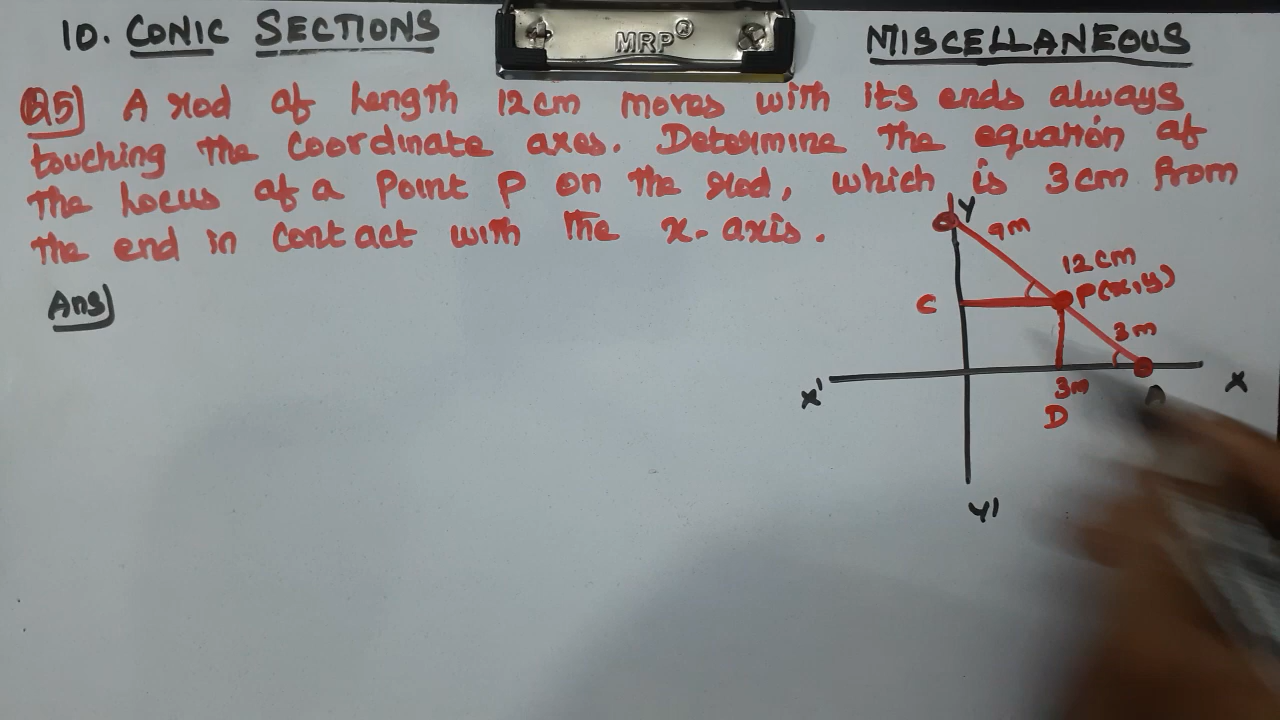 10. CONIC SECTIONS
MRP®
MISCELLANEOUS
Q5] A rod of length 12cm moves with its ends always
touching the coordinate axes. Determine the equation of
the locus of a point P on the rod, which is 3cm from
the end in contact with the x-axis.
Ans]
Y
9m
12cm
C
P(x,y)
3m
X'
3m
X
D
Y'